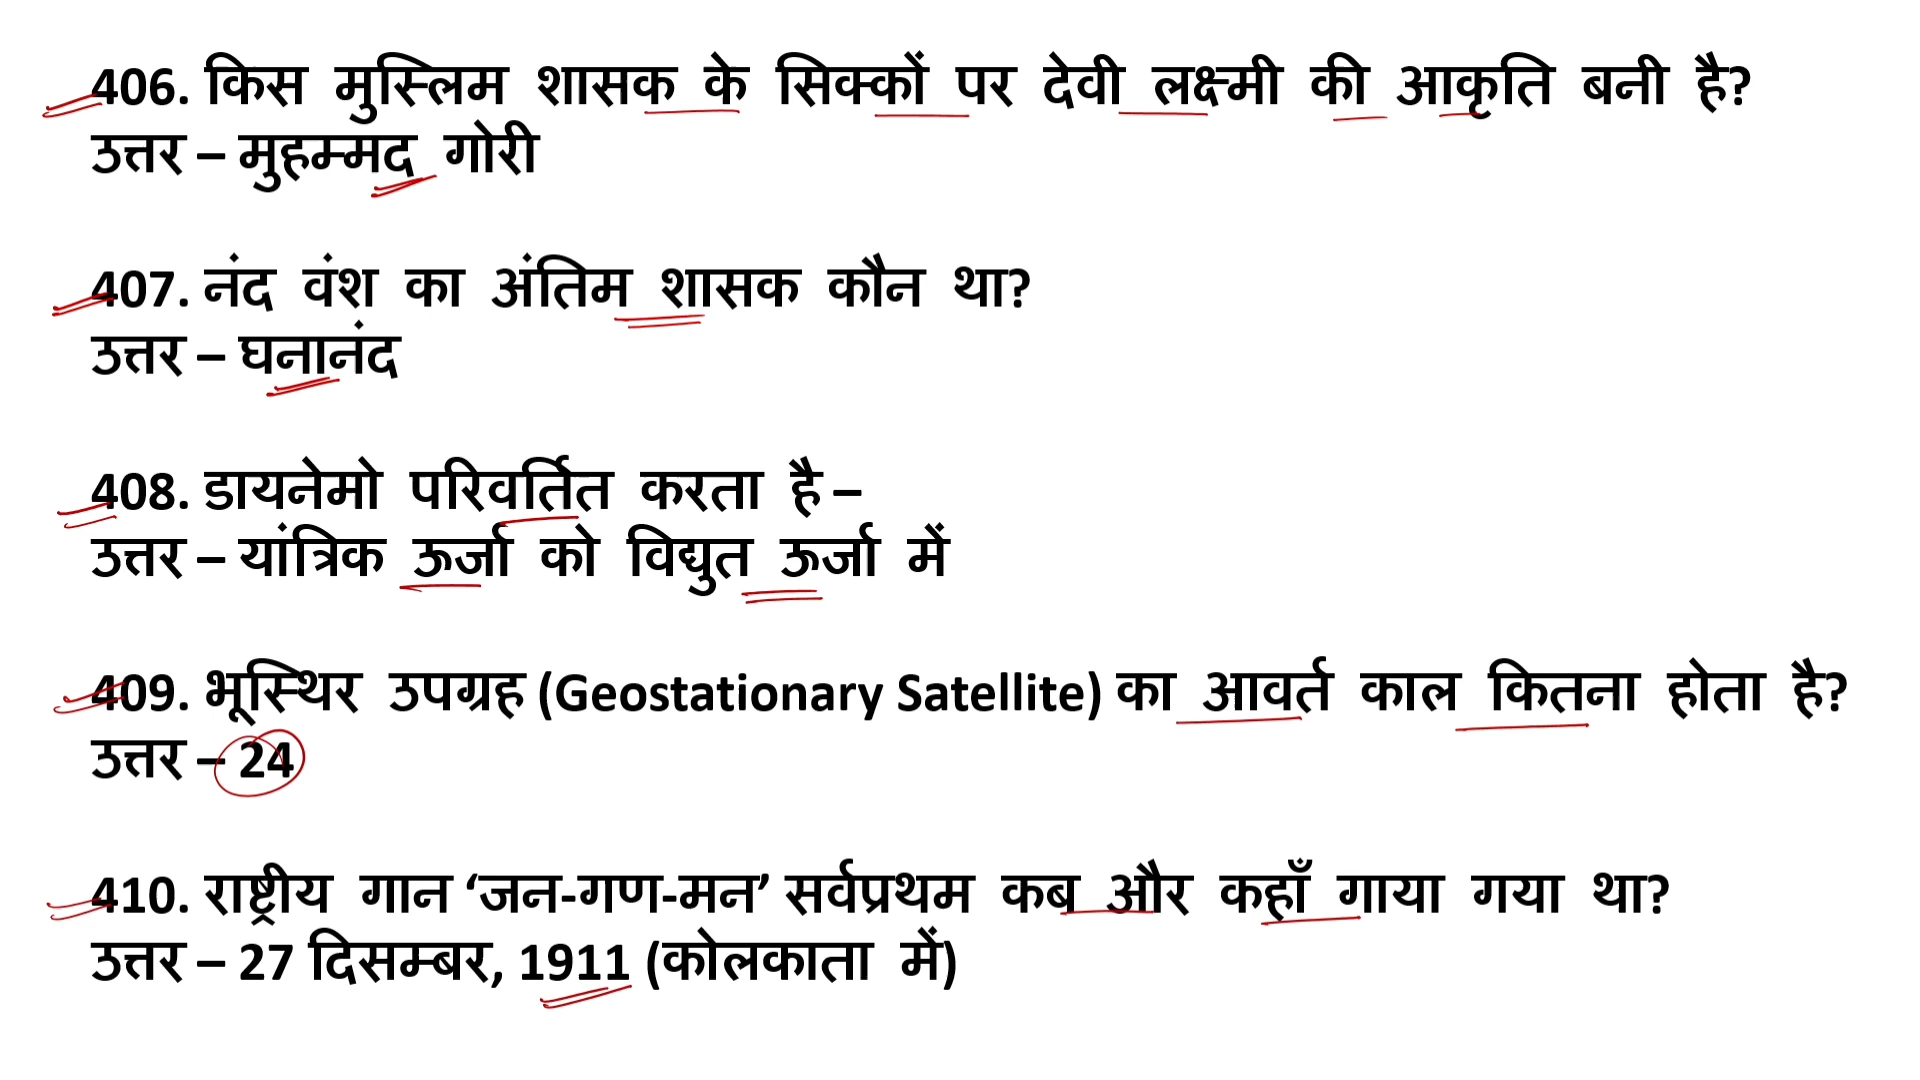 406. किस मुस्लिम शासक के सिक्कों पर देवी लक्ष्मी की आकृति बनी है?
उत्तर – मुहम्मद गोरी
407. नंद वंश का अंतिम शासक कौन था?
उत्तर – घनानंद
408. डायनेमो परिवर्तित करता है –
उत्तर – यांत्रिक ऊर्जा को विद्युत ऊर्जा में
409. भूस्थिर उपग्रह (Geostationary Satellite) का आवर्त काल कितना होता है?
उत्तर – 24
410. राष्ट्रीय गान ‘जन-गण-मन’ सर्वप्रथम कब और कहाँ गाया गया था?
उत्तर – 27 दिसम्बर, 1911 (कोलकाता में)